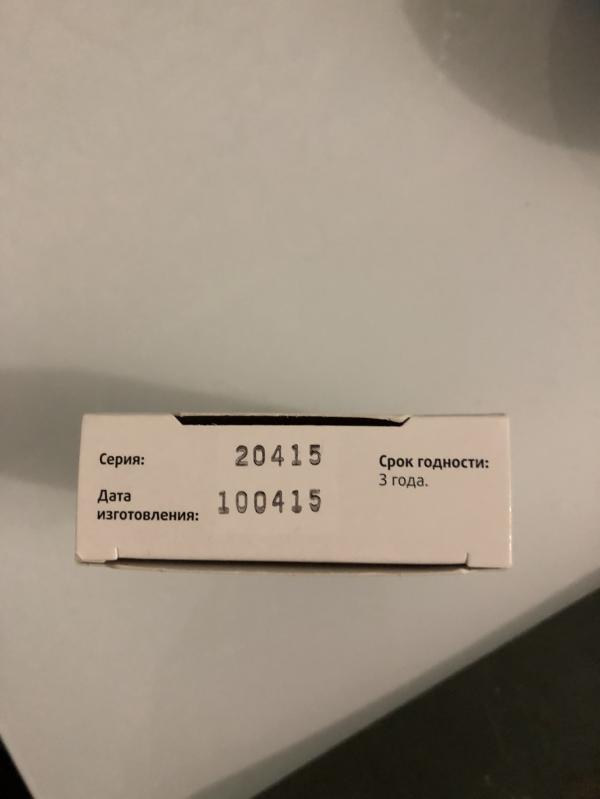 Серия: 20415
Дата
изготовления: 100415
Срок годности:
3 года.